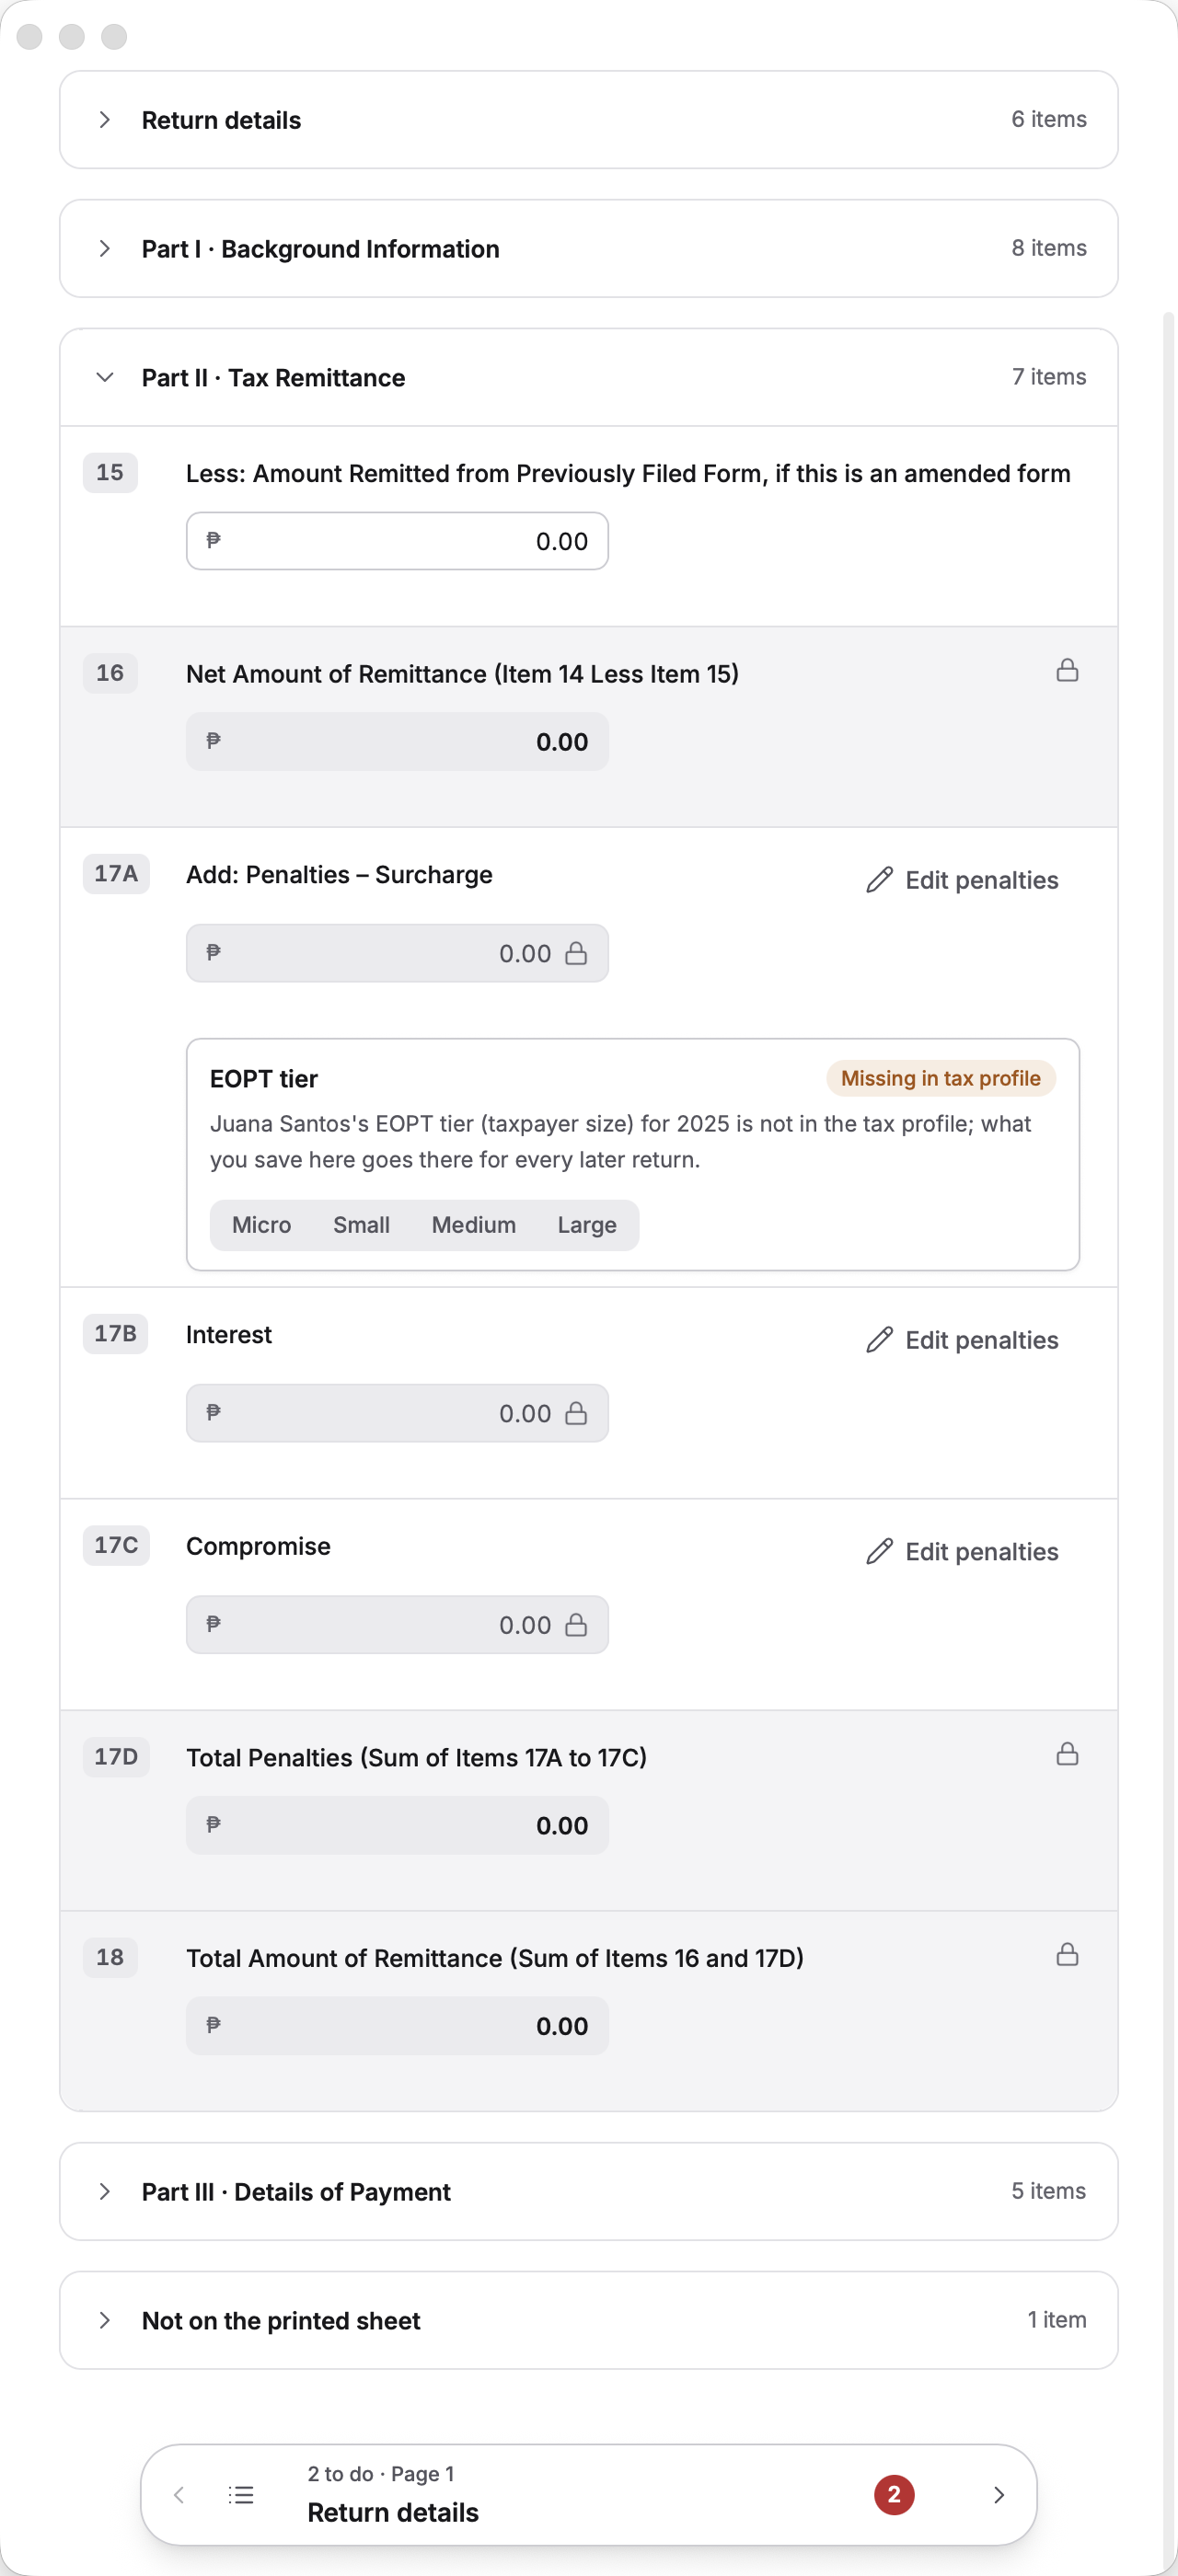 Return details
6 items
Part I · Background Information
8 items
Part II · Tax Remittance
7 items
15
Less: Amount Remitted from Previously Filed Form, if this is an amended form
₱ 0.00
16
Net Amount of Remittance (Item 14 Less Item 15)
₱ 0.00
17A
Add: Penalties – Surcharge
Edit penalties
₱ 0.00
EOPT tier
Missing in tax profile
Juana Santos's EOPT tier (taxpayer size) for 2025 is not in the tax profile; what
you save here goes there for every later return.
Micro Small Medium Large
17B
Interest
Edit penalties
₱ 0.00
17C
Compromise
Edit penalties
₱ 0.00
17D
Total Penalties (Sum of Items 17A to 17C)
₱ 0.00
18
Total Amount of Remittance (Sum of Items 16 and 17D)
₱ 0.00
Part III · Details of Payment
5 items
Not on the printed sheet
1 item
2 to do · Page 1
Return details
2